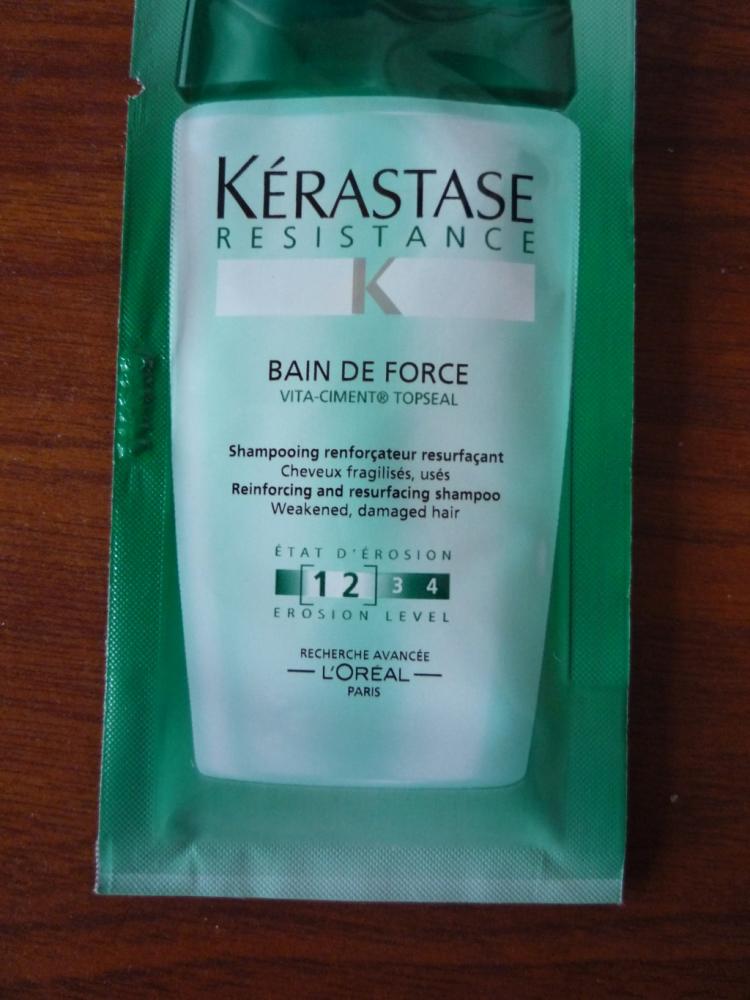 KÉRASTASE
RESISTANCE
K
BAIN DE FORCE
VITA-CIMENT® TOPSEAL
Shampooing renforçateur resurfaçant
Cheveux fragilisés, usés
Reinforcing and resurfacing shampoo
Weakened, damaged hair
ÉTAT D'ÉROSION
[1 2] 3 4
EROSION LEVEL
RECHERCHE AVANCÉE
L'ORÉAL
PARIS